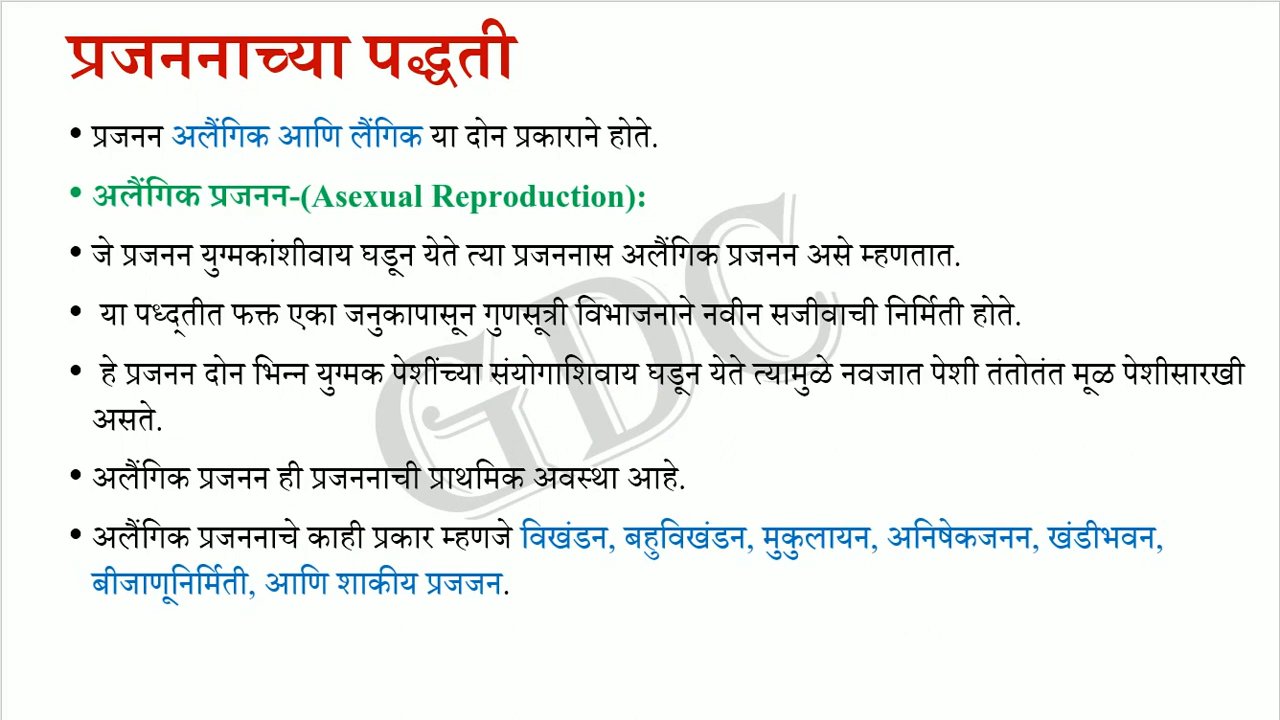 प्रजननाच्या पद्धती
• प्रजनन अलैंगिक आणि लैंगिक या दोन प्रकाराने होते.
• अलैंगिक प्रजनन-(Asexual Reproduction):
• जे प्रजनन युग्मकांशीवाय घडून येते त्या प्रजननास अलैंगिक प्रजनन असे म्हणतात.
• या पध्द्तीत फक्त एका जनुकापासून गुणसूत्री विभाजनाने नवीन सजीवाची निर्मिती होते.
• हे प्रजनन दोन भिन्न युग्मक पेशींच्या संयोगाशिवाय घडून येते त्यामुळे नवजात पेशी तंतोतंत मूळ पेशीसारखी
असते.
• अलैंगिक प्रजनन ही प्रजननाची प्राथमिक अवस्था आहे.
• अलैंगिक प्रजननाचे काही प्रकार म्हणजे विखंडन, बहुविखंडन, मुकुलायन, अनिषेकजनन, खंडीभवन,
बीजाणूनिर्मिती, आणि शाकीय प्रजजन.
GDC